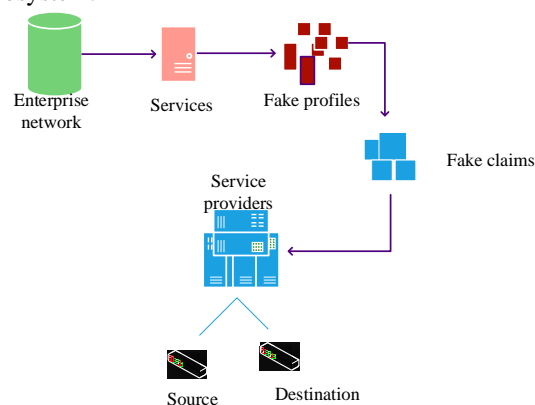 Enterprise
network
Services
Fake profiles
Fake claims
Service
providers
Source
Destination